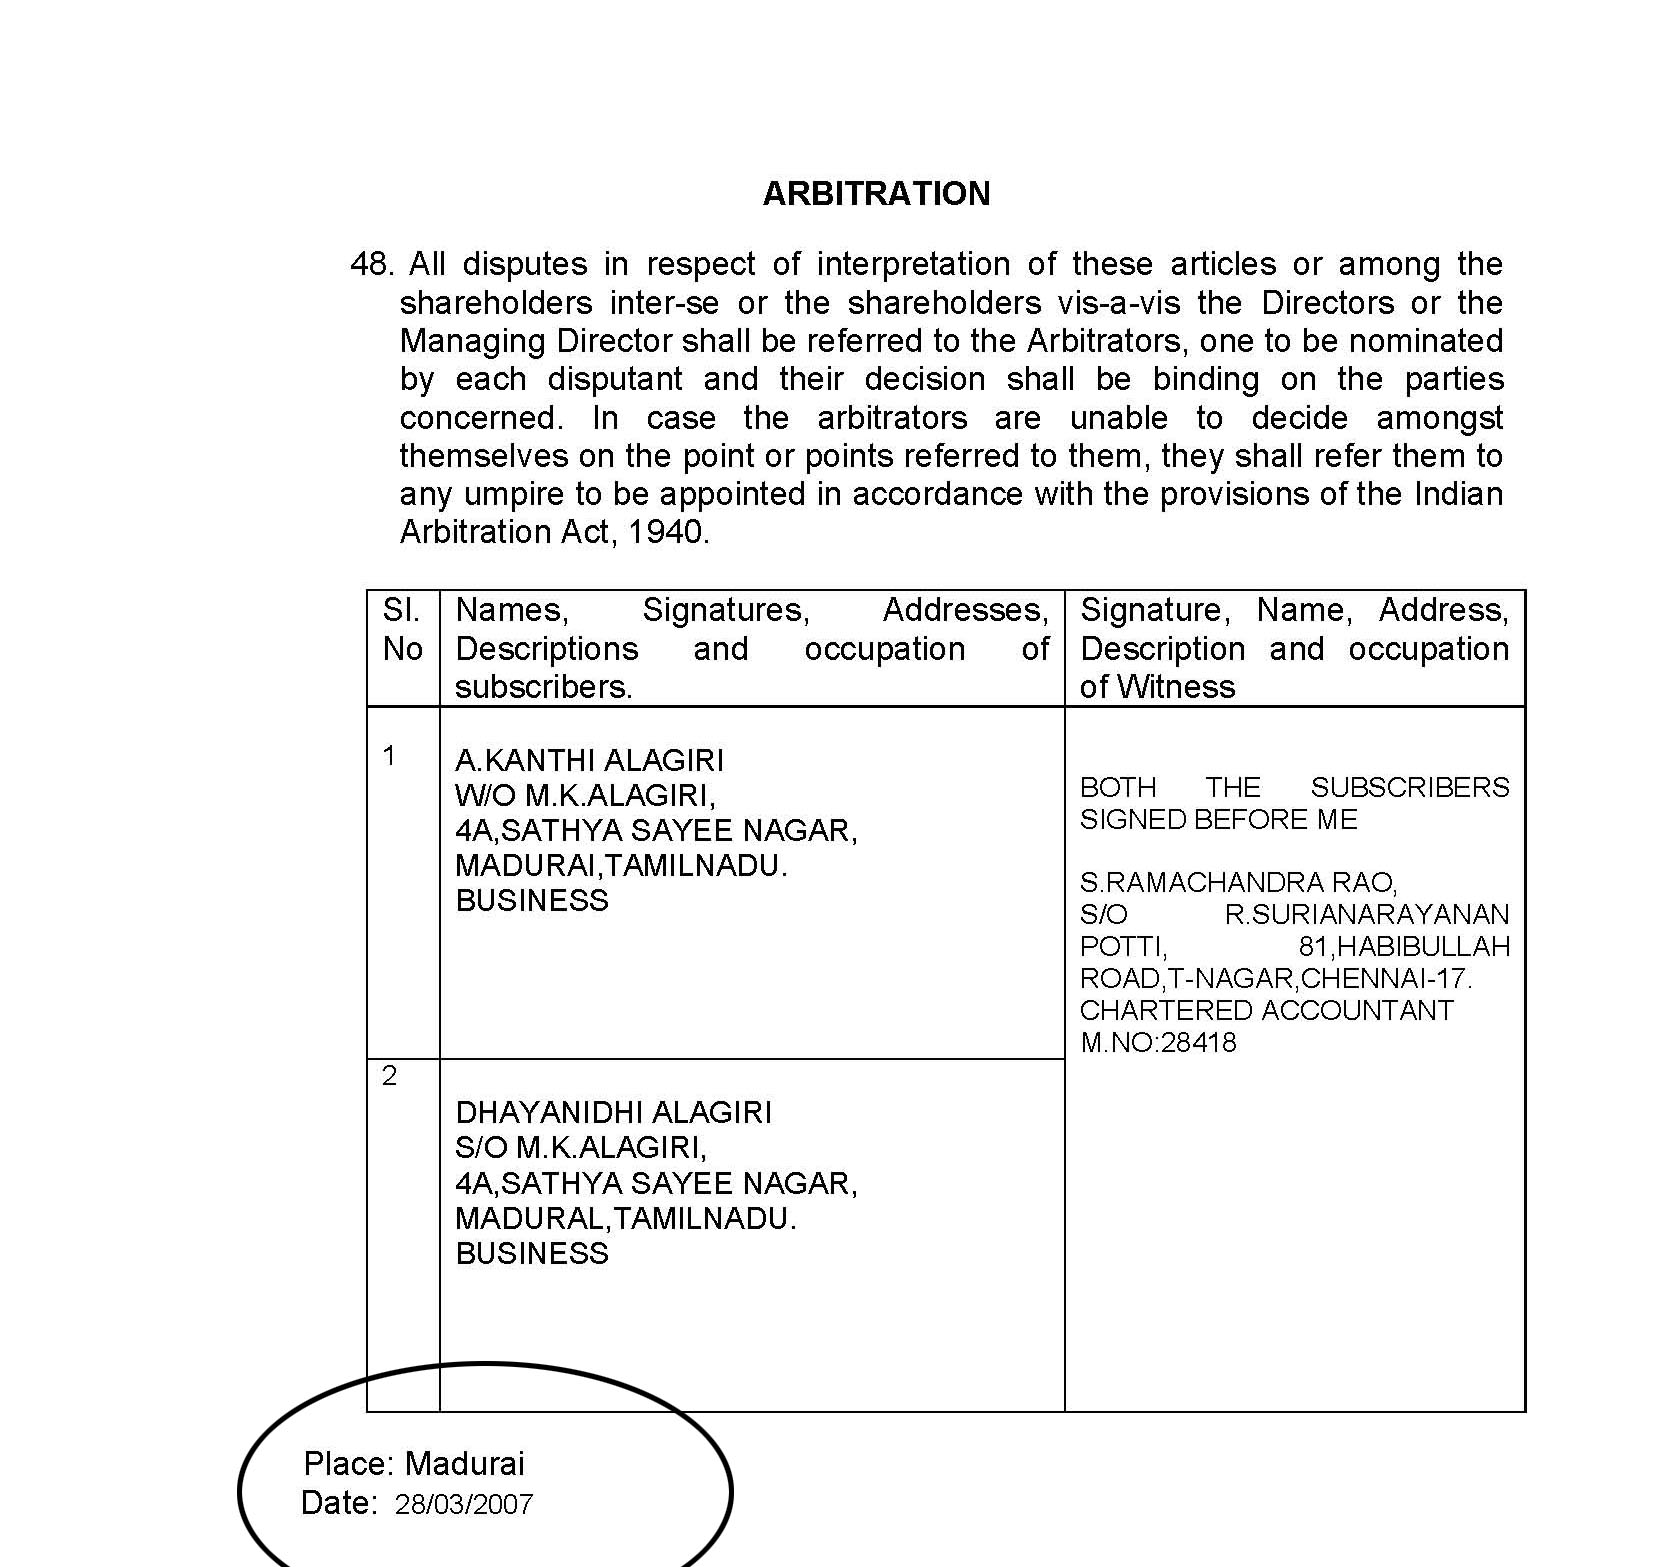 ARBITRATION
48. All disputes in respect of interpretation of these articles or among the
shareholders inter-se or the shareholders vis-a-vis the Directors or the
Managing Director shall be referred to the Arbitrators, one to be nominated
by each disputant and their decision shall be binding on the parties
concerned. In case the arbitrators are unable to decide amongst
themselves on the point or points referred to them, they shall refer them to
any umpire to be appointed in accordance with the provisions of the Indian
Arbitration Act, 1940.
Sl.
No
Names, Signatures, Addresses,
Descriptions and occupation of
subscribers.
Signature, Name, Address,
Description and occupation
of Witness
1
A.KANTHI ALAGIRI
W/O M.K.ALAGIRI,
4A,SATHYA SAYEE NAGAR,
MADURAI,TAMILNADU.
BUSINESS
BOTH THE SUBSCRIBERS
SIGNED BEFORE ME
S.RAMACHANDRA RAO,
S/O R.SURIANARAYANAN
POTTI, 81,HABIBULLAH
ROAD,T-NAGAR,CHENNAI-17.
CHARTERED ACCOUNTANT
M.NO:28418
2
DHAYANIDHI ALAGIRI
S/O M.K.ALAGIRI,
4A,SATHYA SAYEE NAGAR,
MADURAL,TAMILNADU.
BUSINESS
Place: Madurai
Date: 28/03/2007